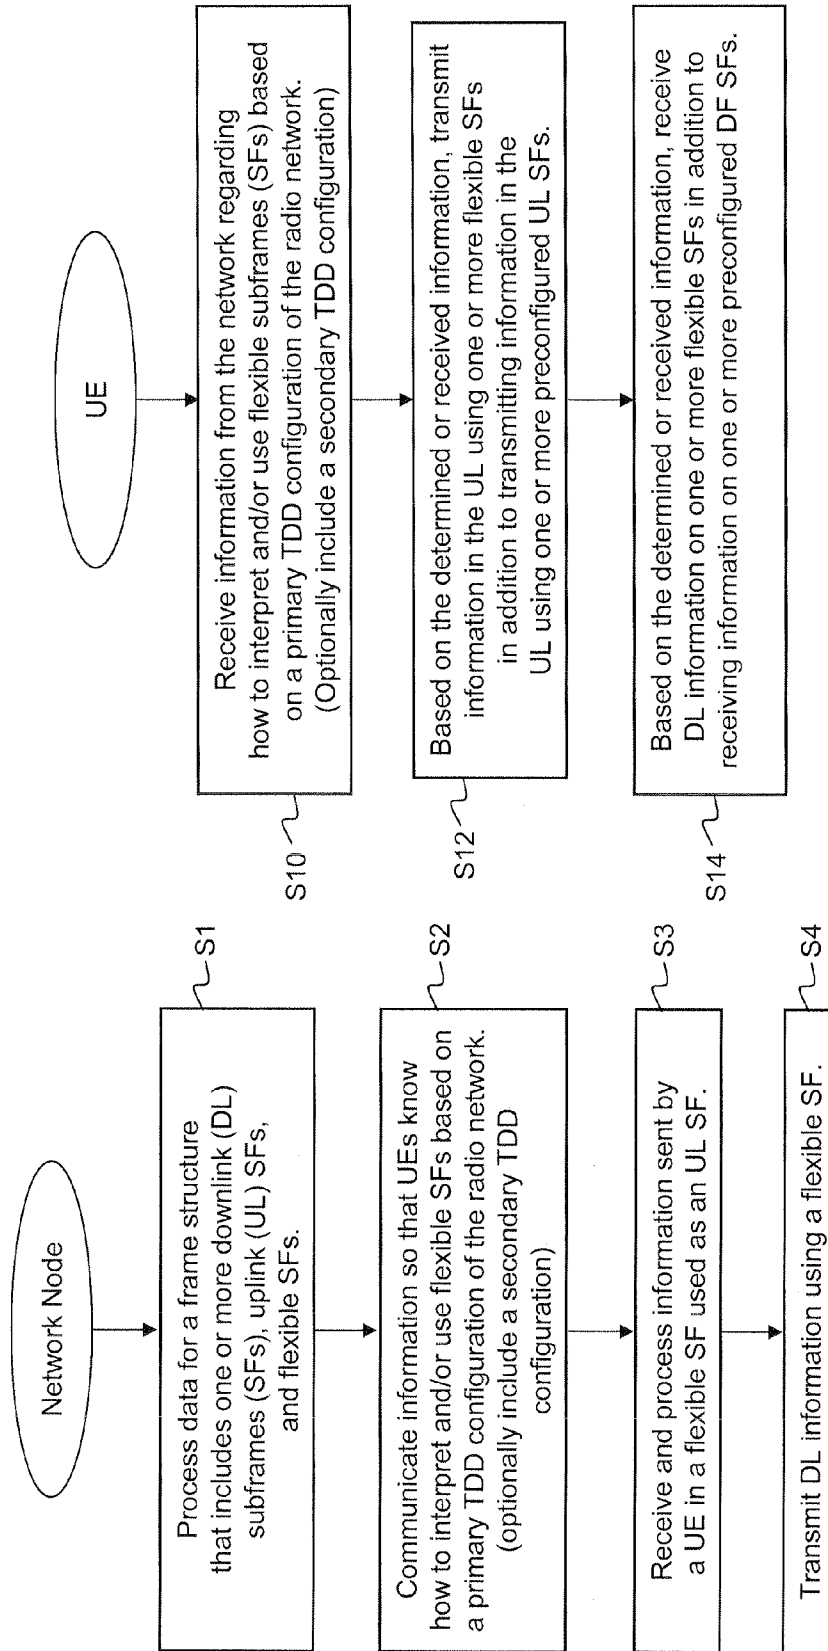 Network Node
Process data for a frame structure
that includes one or more downlink (DL)
subframes (SFs), uplink (UL) SFs,
and flexible SFs.
S1
Communicate information so that UEs know
how to interpret and/or use flexible SFs based on
a primary TDD configuration of the radio network.
(optionally include a secondary TDD
configuration)
S2
Receive and process information sent by
a UE in a flexible SF used as an UL SF.
S3
Transmit DL information using a flexible SF.
S4
UE
Receive information from the network regarding
how to interpret and/or use flexible subframes (SFs) based
on a primary TDD configuration of the radio network.
(Optionally include a secondary TDD configuration)
S10
Based on the determined or received information, transmit
information in the UL using one or more flexible SFs
in addition to transmitting information in the
UL using one or more preconfigured UL SFs.
S12
Based on the determined or received information, receive
DL information on one or more flexible SFs in addition to
receiving information on one or more preconfigured DF SFs.
S14